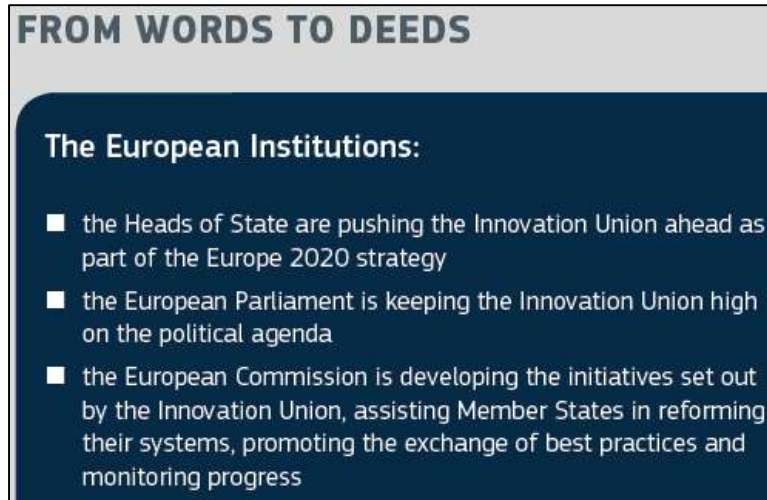 FROM WORDS TO DEEDS
The European Institutions:
■ the Heads of State are pushing the Innovation Union ahead as
part of the Europe 2020 strategy
■ the European Parliament is keeping the Innovation Union high
on the political agenda
■ the European Commission is developing the initiatives set out
by the Innovation Union, assisting Member States in reforming
their systems, promoting the exchange of best practices and
monitoring progress